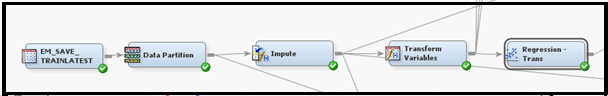 EM_SAVE_
TRAINLATEST
Data Partition
Impute
Transform
Variables
Regression -
Trans